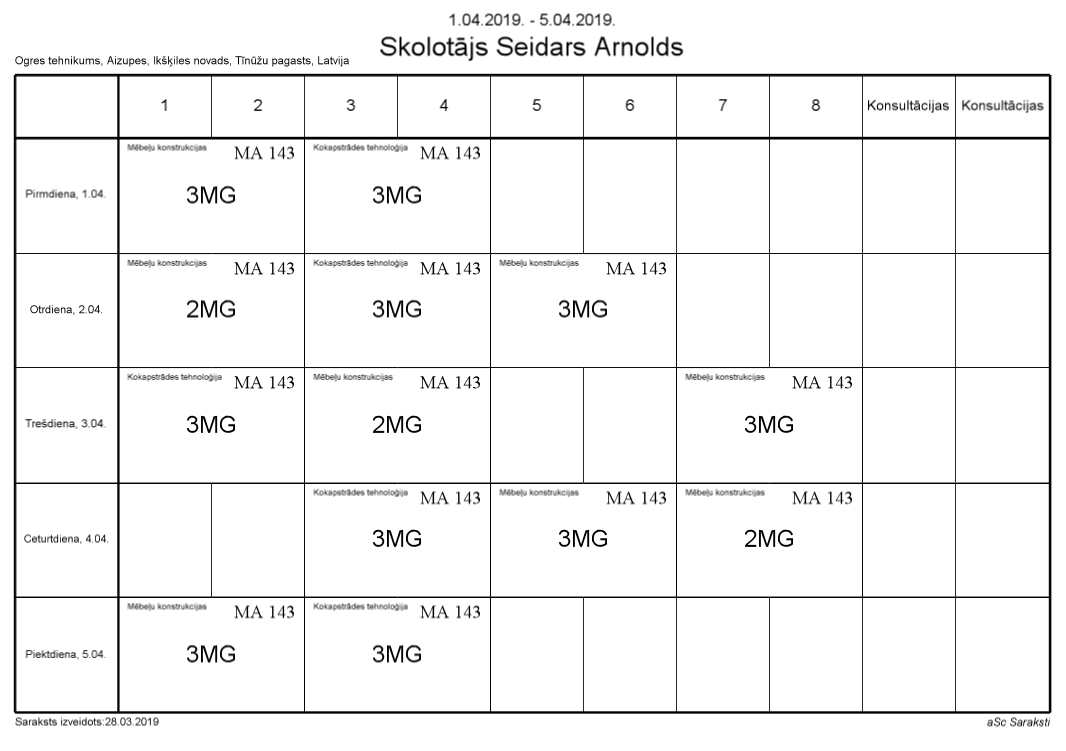 1.04.2019. - 5.04.2019.
Skolotājs Seidars Arnolds
Ogres tehnikums, Aizupes, Ikšķiles novads, Tīnūžu pagasts, Latvija
1 2 3 4 5 6 7 8 Konsultācijas Konsultācijas
Mēbeļu konstrukcijas MA 143 Kokapstrādes tehnoloģija MA 143
Pirmdiena, 1.04. 3MG 3MG
Mēbeļu konstrukcijas MA 143 Kokapstrādes tehnoloģija MA 143 Mēbeļu konstrukcijas MA 143
Otrdiena, 2.04. 2MG 3MG 3MG
Kokapstrādes tehnoloģija MA 143 Mēbeļu konstrukcijas MA 143 Mēbeļu konstrukcijas MA 143
Trešdiena, 3.04. 3MG 2MG 3MG
Kokapstrādes tehnoloģija MA 143 Mēbeļu konstrukcijas MA 143 Mēbeļu konstrukcijas MA 143
Ceturtdiena, 4.04. 3MG 3MG 2MG
Mēbeļu konstrukcijas MA 143 Kokapstrādes tehnoloģija MA 143
Piektdiena, 5.04. 3MG 3MG
Saraksts izveidots:28.03.2019 aSc Saraksti